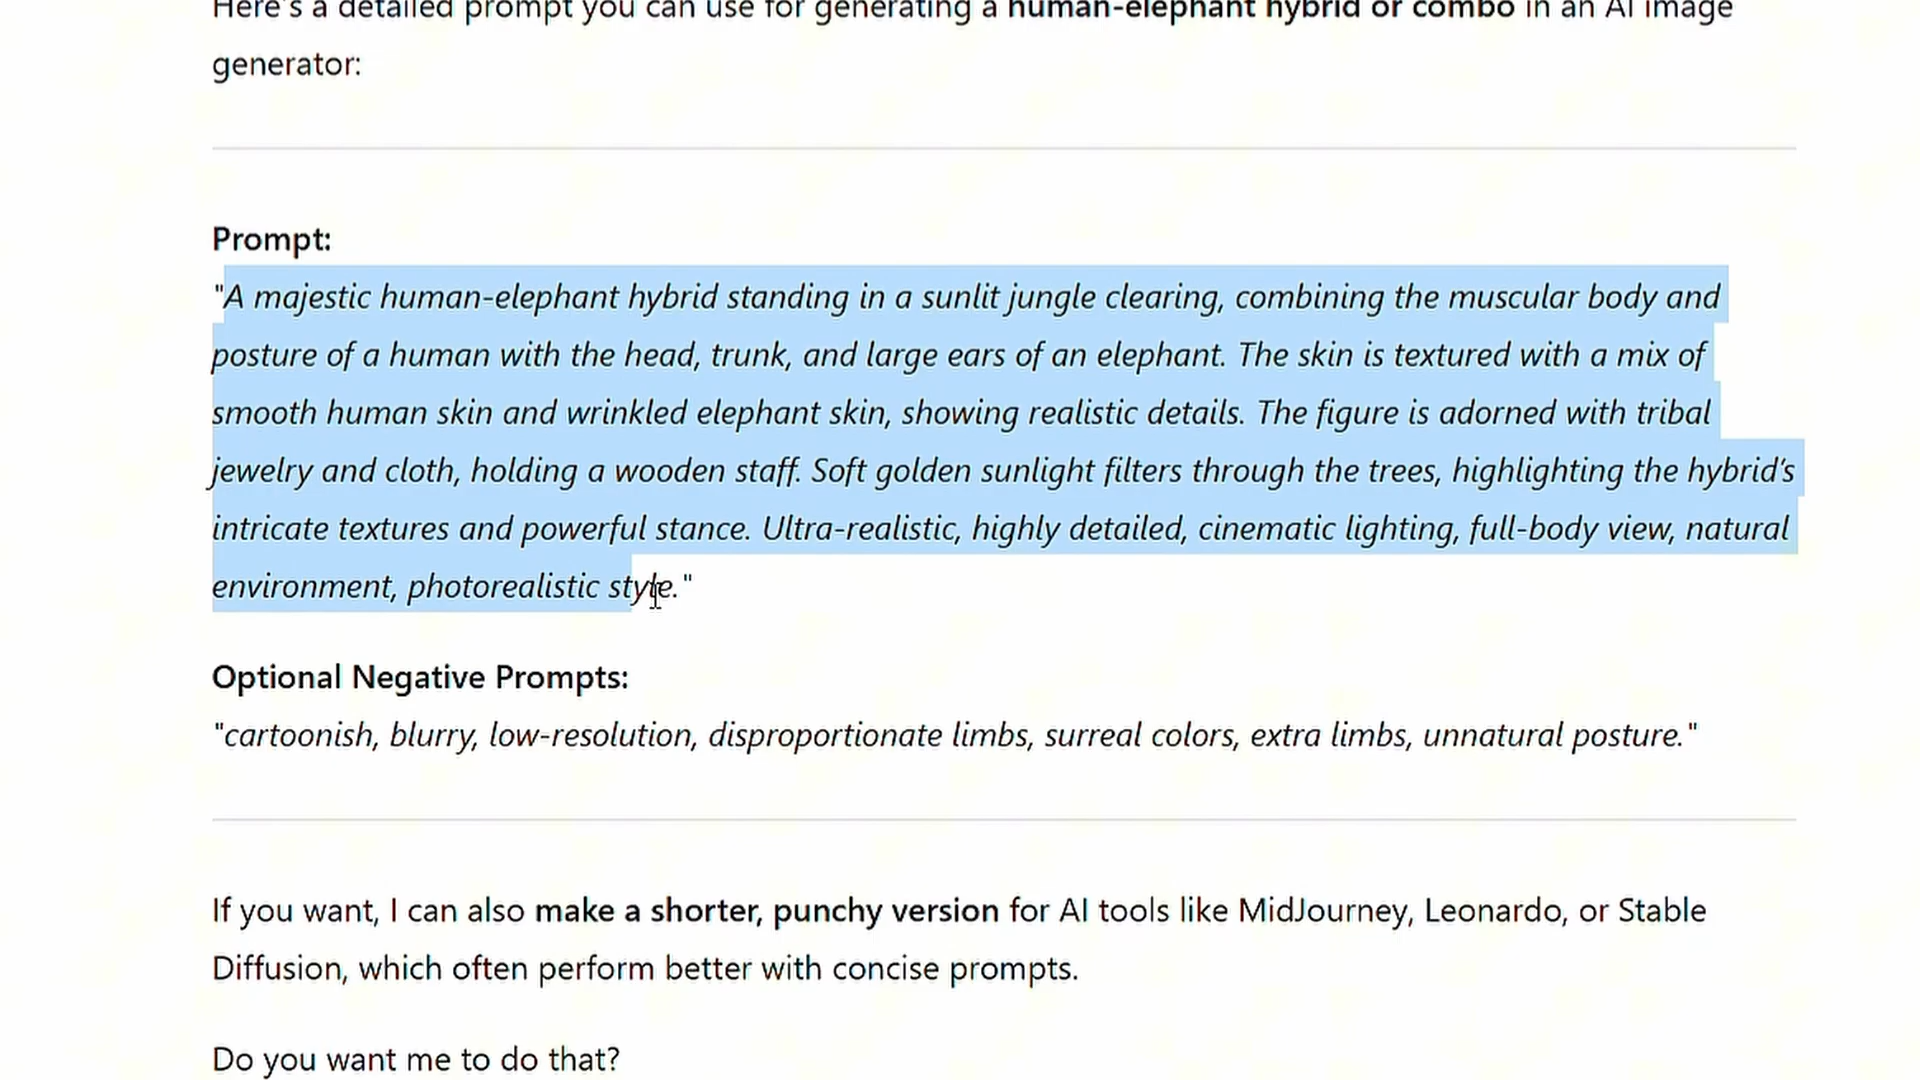 Here's a detailed prompt you can use for generating a human-elephant hybrid or combo in an AI image
generator:
Prompt:
"A majestic human-elephant hybrid standing in a sunlit jungle clearing, combining the muscular body and
posture of a human with the head, trunk, and large ears of an elephant. The skin is textured with a mix of
smooth human skin and wrinkled elephant skin, showing realistic details. The figure is adorned with tribal
jewelry and cloth, holding a wooden staff. Soft golden sunlight filters through the trees, highlighting the hybrid's
intricate textures and powerful stance. Ultra-realistic, highly detailed, cinematic lighting, full-body view, natural
environment, photorealistic style."
Optional Negative Prompts:
"cartoonish, blurry, low-resolution, disproportionate limbs, surreal colors, extra limbs, unnatural posture."
If you want, I can also make a shorter, punchy version for AI tools like MidJourney, Leonardo, or Stable
Diffusion, which often perform better with concise prompts.
Do you want me to do that?